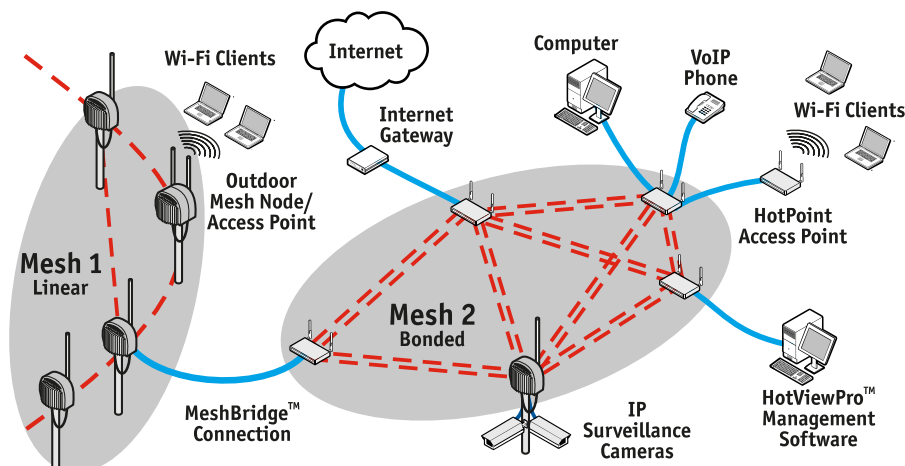 Wi-Fi Clients
Internet
Computer
VoIP
Phone
Wi-Fi Clients
Internet
Gateway
Outdoor
Mesh Node/
Access Point
HotPoint
Access Point
Mesh 1
Linear
Mesh 2
Bonded
MeshBridge™
Connection
IP
Surveillance
Cameras
HotViewPro™
Management
Software